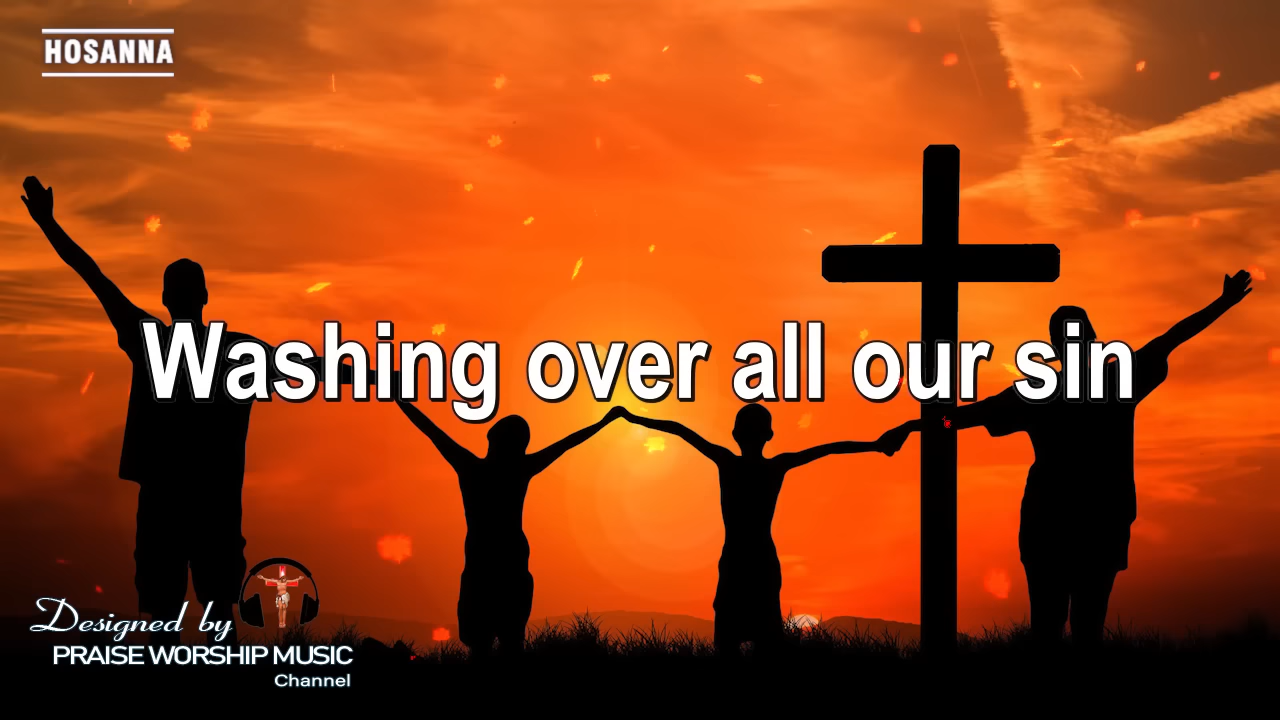 HOSANNA
Washing over all our sin
Designed by
PRAISE WORSHIP MUSIC
Channel